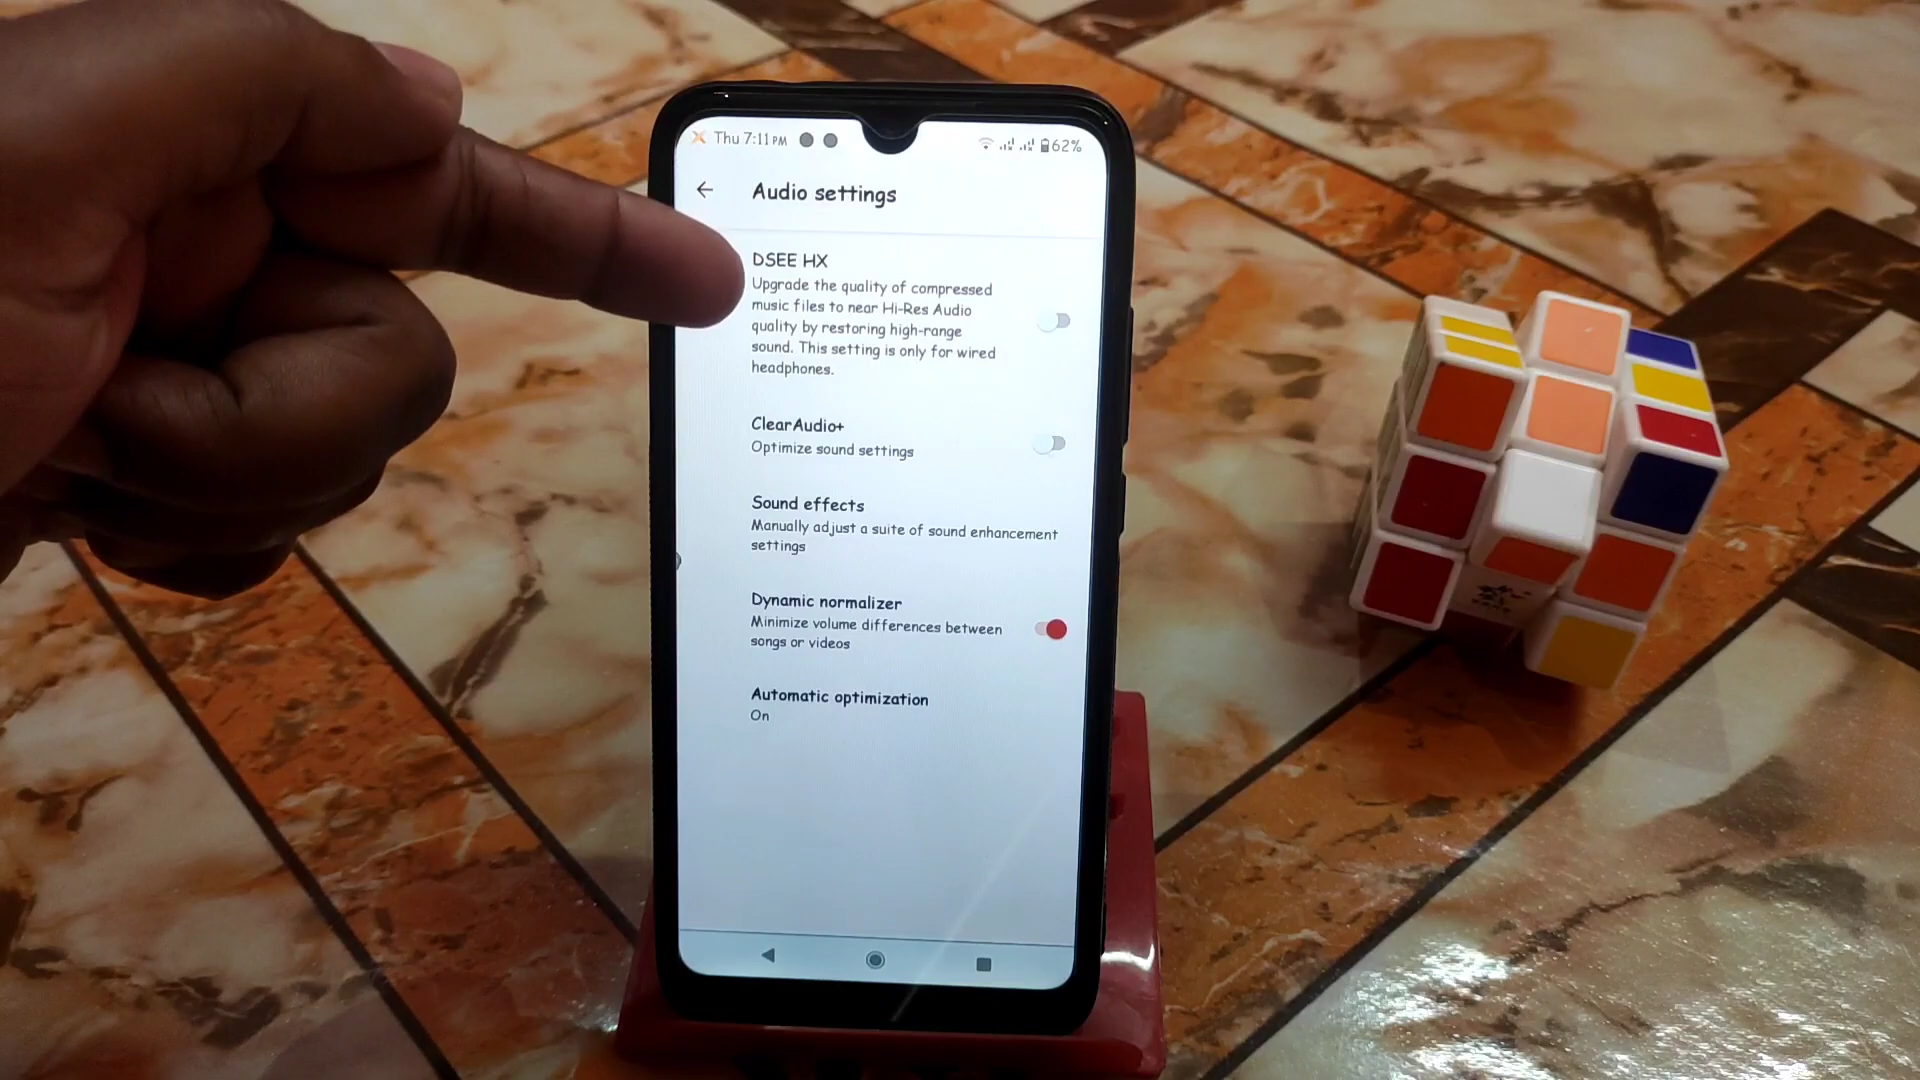 Thu 7:11 PM
62%
Audio settings
DSEE HX
Upgrade the quality of compressed
music files to near Hi-Res Audio
quality by restoring high-range
sound. This setting is only for wired
headphones.
ClearAudio+
Optimize sound settings
Sound effects
Manually adjust a suite of sound enhancement
settings
Dynamic normalizer
Minimize volume differences between
songs or videos
Automatic optimization
On